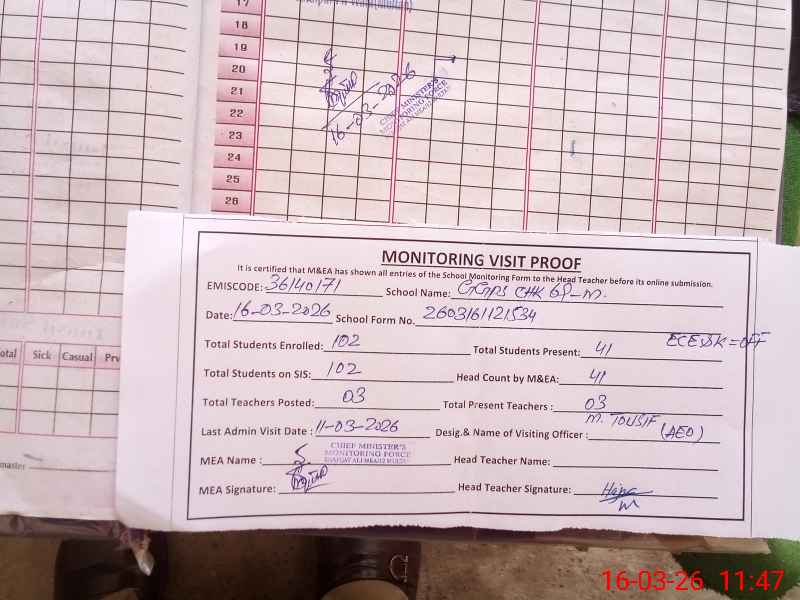 17
18
19
20
21
22
23
24
25
26
16-03-2026
CHIEF MINISTER'S
MONITORING FORCE
otal Sick Casual Prv
master
MONITORING VISIT PROOF
It is certified that M&EA has shown all entries of the School Monitoring Form to the Head Teacher before its online submission.
EMISCODE: 36140171 School Name: GGMPS CHK 69-M.
Date: 16-03-2026 School Form No. 2603161121534
Total Students Enrolled: 102 Total Students Present: 41 ECE
Total Students on SIS: 102 Head Count by M&EA: 41
Total Teachers Posted: 03 Total Present Teachers : 03
Last Admin Visit Date : 11-03-2026 Desig.& Name of Visiting Officer : M. TOUSIF (AEO)
MEA Name : CHIEF MINISTER'S MONITORING FORCE Head Teacher Name:
MEA Signature: Head Teacher Signature:
16-03-26 11:47